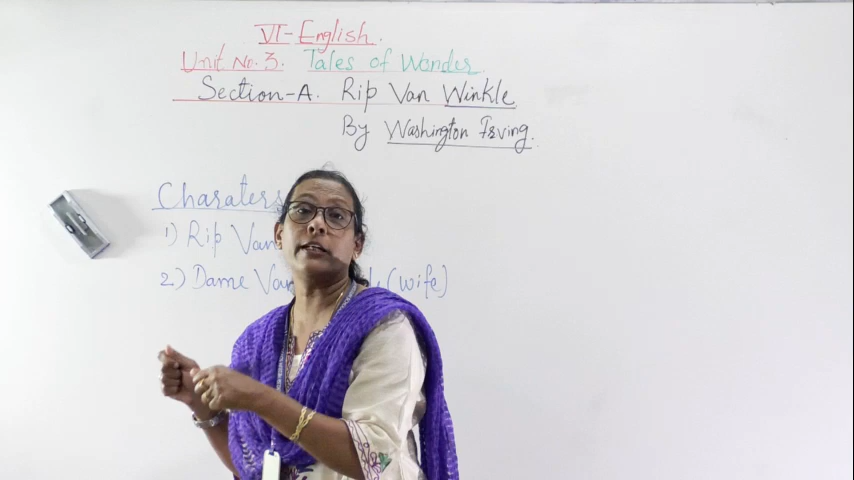 VI-English.
Unit No. 3. Tales of Wonder.
Section-A. Rip Van Winkle
By Washington Irving.
Charaters
1) Rip Van
2) Dame Van (wife)